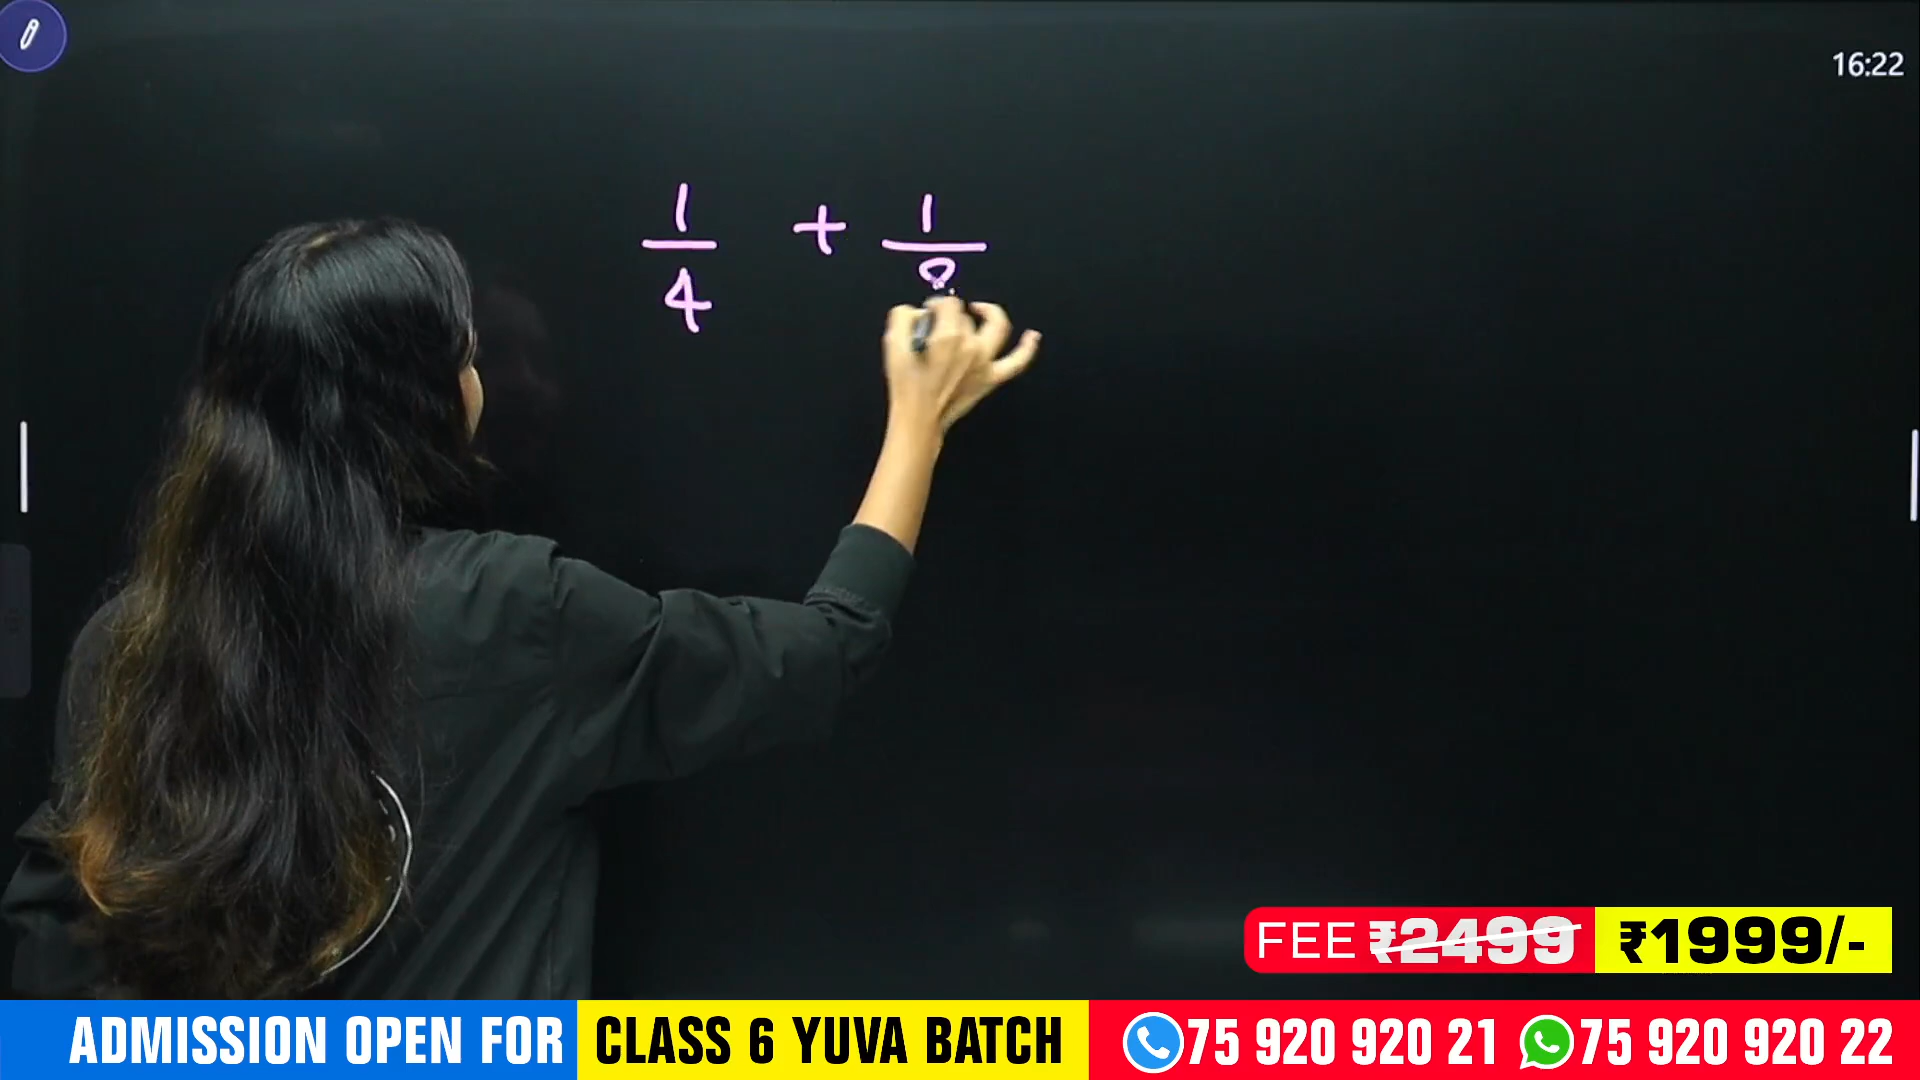 16:22
1/4 + 1/8
FEE ₹2499 ₹1999/-
ADMISSION OPEN FOR CLASS 6 YUVA BATCH 75 920 920 21 75 920 920 22